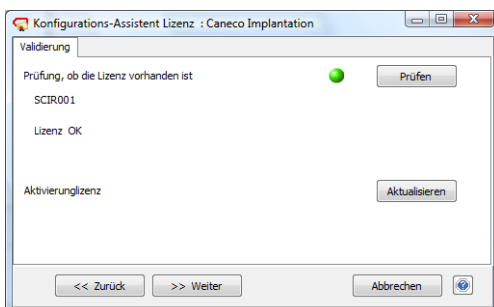 Konfigurations-Assistent Lizenz : Caneco Implantation
Validierung
Prüfung, ob die Lizenz vorhanden ist
Prüfen
SCIR001
Lizenz OK
Aktivierunglizenz
Aktualisieren
<< Zurück
>> Weiter
Abbrechen
?